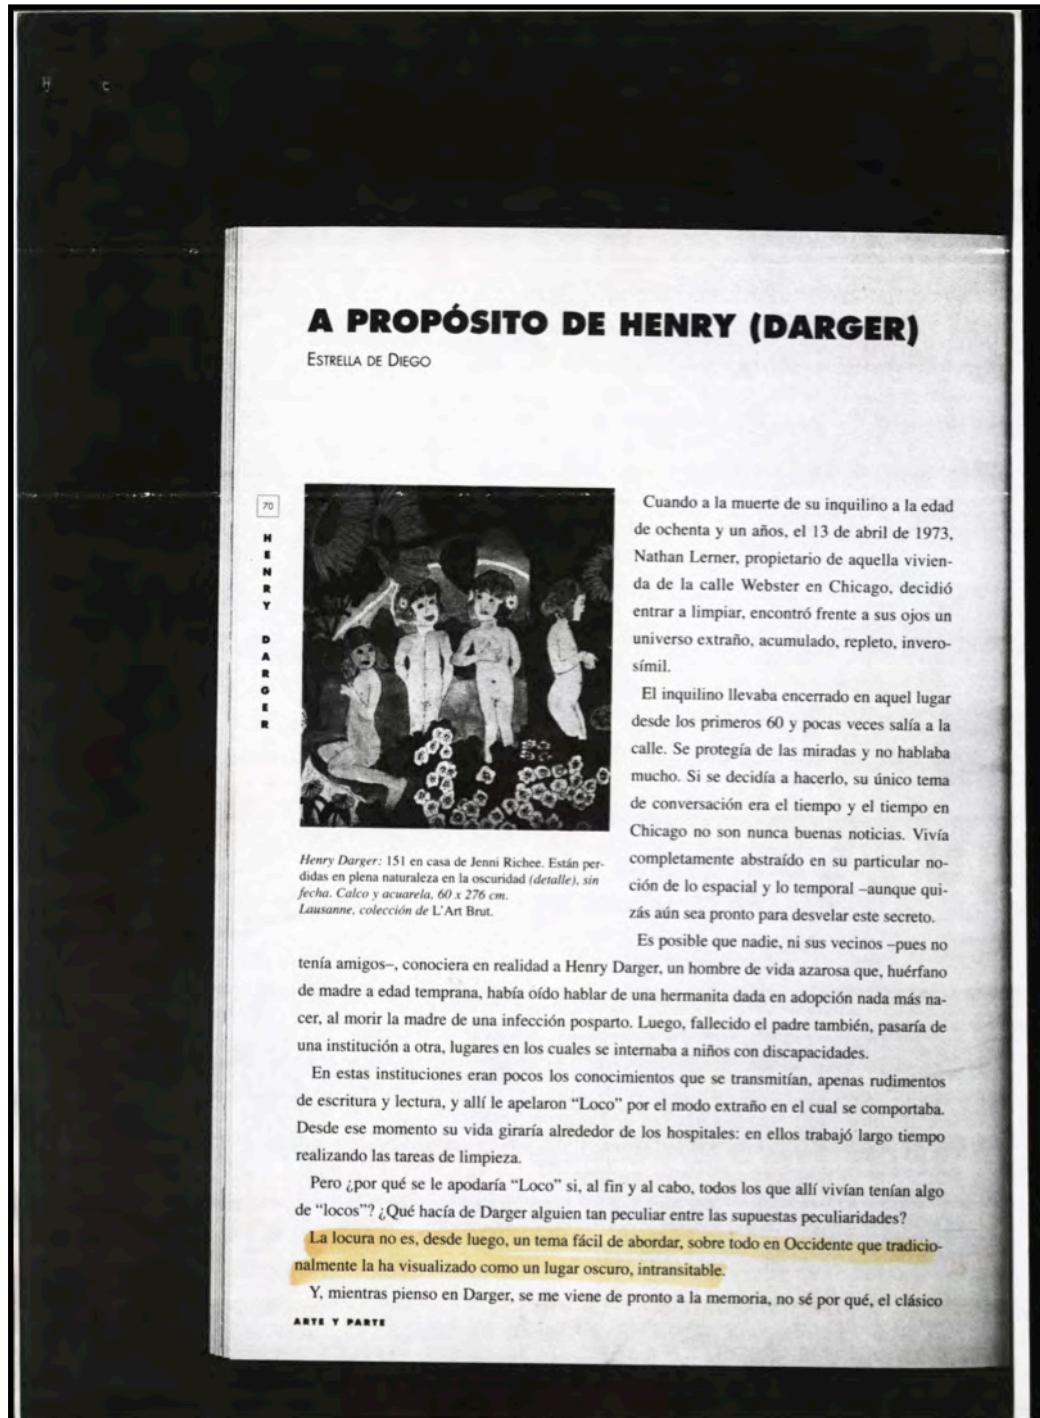 H C
A PROPÓSITO DE HENRY (DARGER)
ESTRELLA DE DIEGO
70
HENRY DARGER
Henry Darger: 151 en casa de Jenni Richee. Están per-
didas en plena naturaleza en la oscuridad (detalle), sin
fecha. Calco y acuarela, 60 x 276 cm.
Lausanne, colección de L'Art Brut.
Cuando a la muerte de su inquilino a la edad
de ochenta y un años, el 13 de abril de 1973,
Nathan Lerner, propietario de aquella vivien-
da de la calle Webster en Chicago, decidió
entrar a limpiar, encontró frente a sus ojos un
universo extraño, acumulado, repleto, invero-
símil.
El inquilino llevaba encerrado en aquel lugar
desde los primeros 60 y pocas veces salía a la
calle. Se protegía de las miradas y no hablaba
mucho. Si se decidía a hacerlo, su único tema
de conversación era el tiempo y el tiempo en
Chicago no son nunca buenas noticias. Vivía
completamente abstraído en su particular no-
ción de lo espacial y lo temporal –aunque qui-
zás aún sea pronto para desvelar este secreto.
Es posible que nadie, ni sus vecinos –pues no
tenía amigos–, conociera en realidad a Henry Darger, un hombre de vida azarosa que, huérfano
de madre a edad temprana, había oído hablar de una hermanita dada en adopción nada más na-
cer, al morir la madre de una infección posparto. Luego, fallecido el padre también, pasaría de
una institución a otra, lugares en los cuales se internaba a niños con discapacidades.
En estas instituciones eran pocos los conocimientos que se transmitían, apenas rudimentos
de escritura y lectura, y allí le apelaron “Loco” por el modo extraño en el cual se comportaba.
Desde ese momento su vida giraría alrededor de los hospitales: en ellos trabajó largo tiempo
realizando las tareas de limpieza.
Pero ¿por qué se le apodaría “Loco” si, al fin y al cabo, todos los que allí vivían tenían algo
de “locos”? ¿Qué hacía de Darger alguien tan peculiar entre las supuestas peculiaridades?
La locura no es, desde luego, un tema fácil de abordar, sobre todo en Occidente que tradicio-
nalmente la ha visualizado como un lugar oscuro, intransitable.
Y, mientras pienso en Darger, se me viene de pronto a la memoria, no sé por qué, el clásico
ARTE Y PARTE